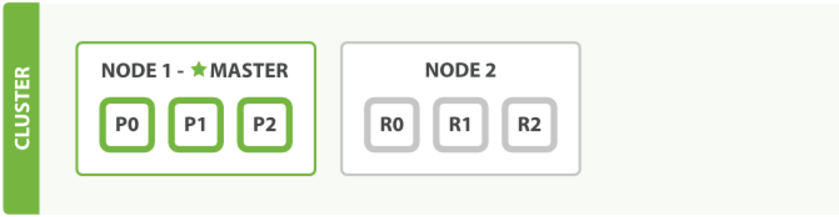 CLUSTER
NODE 1 - ★ MASTER
P0 P1 P2
NODE 2
R0 R1 R2